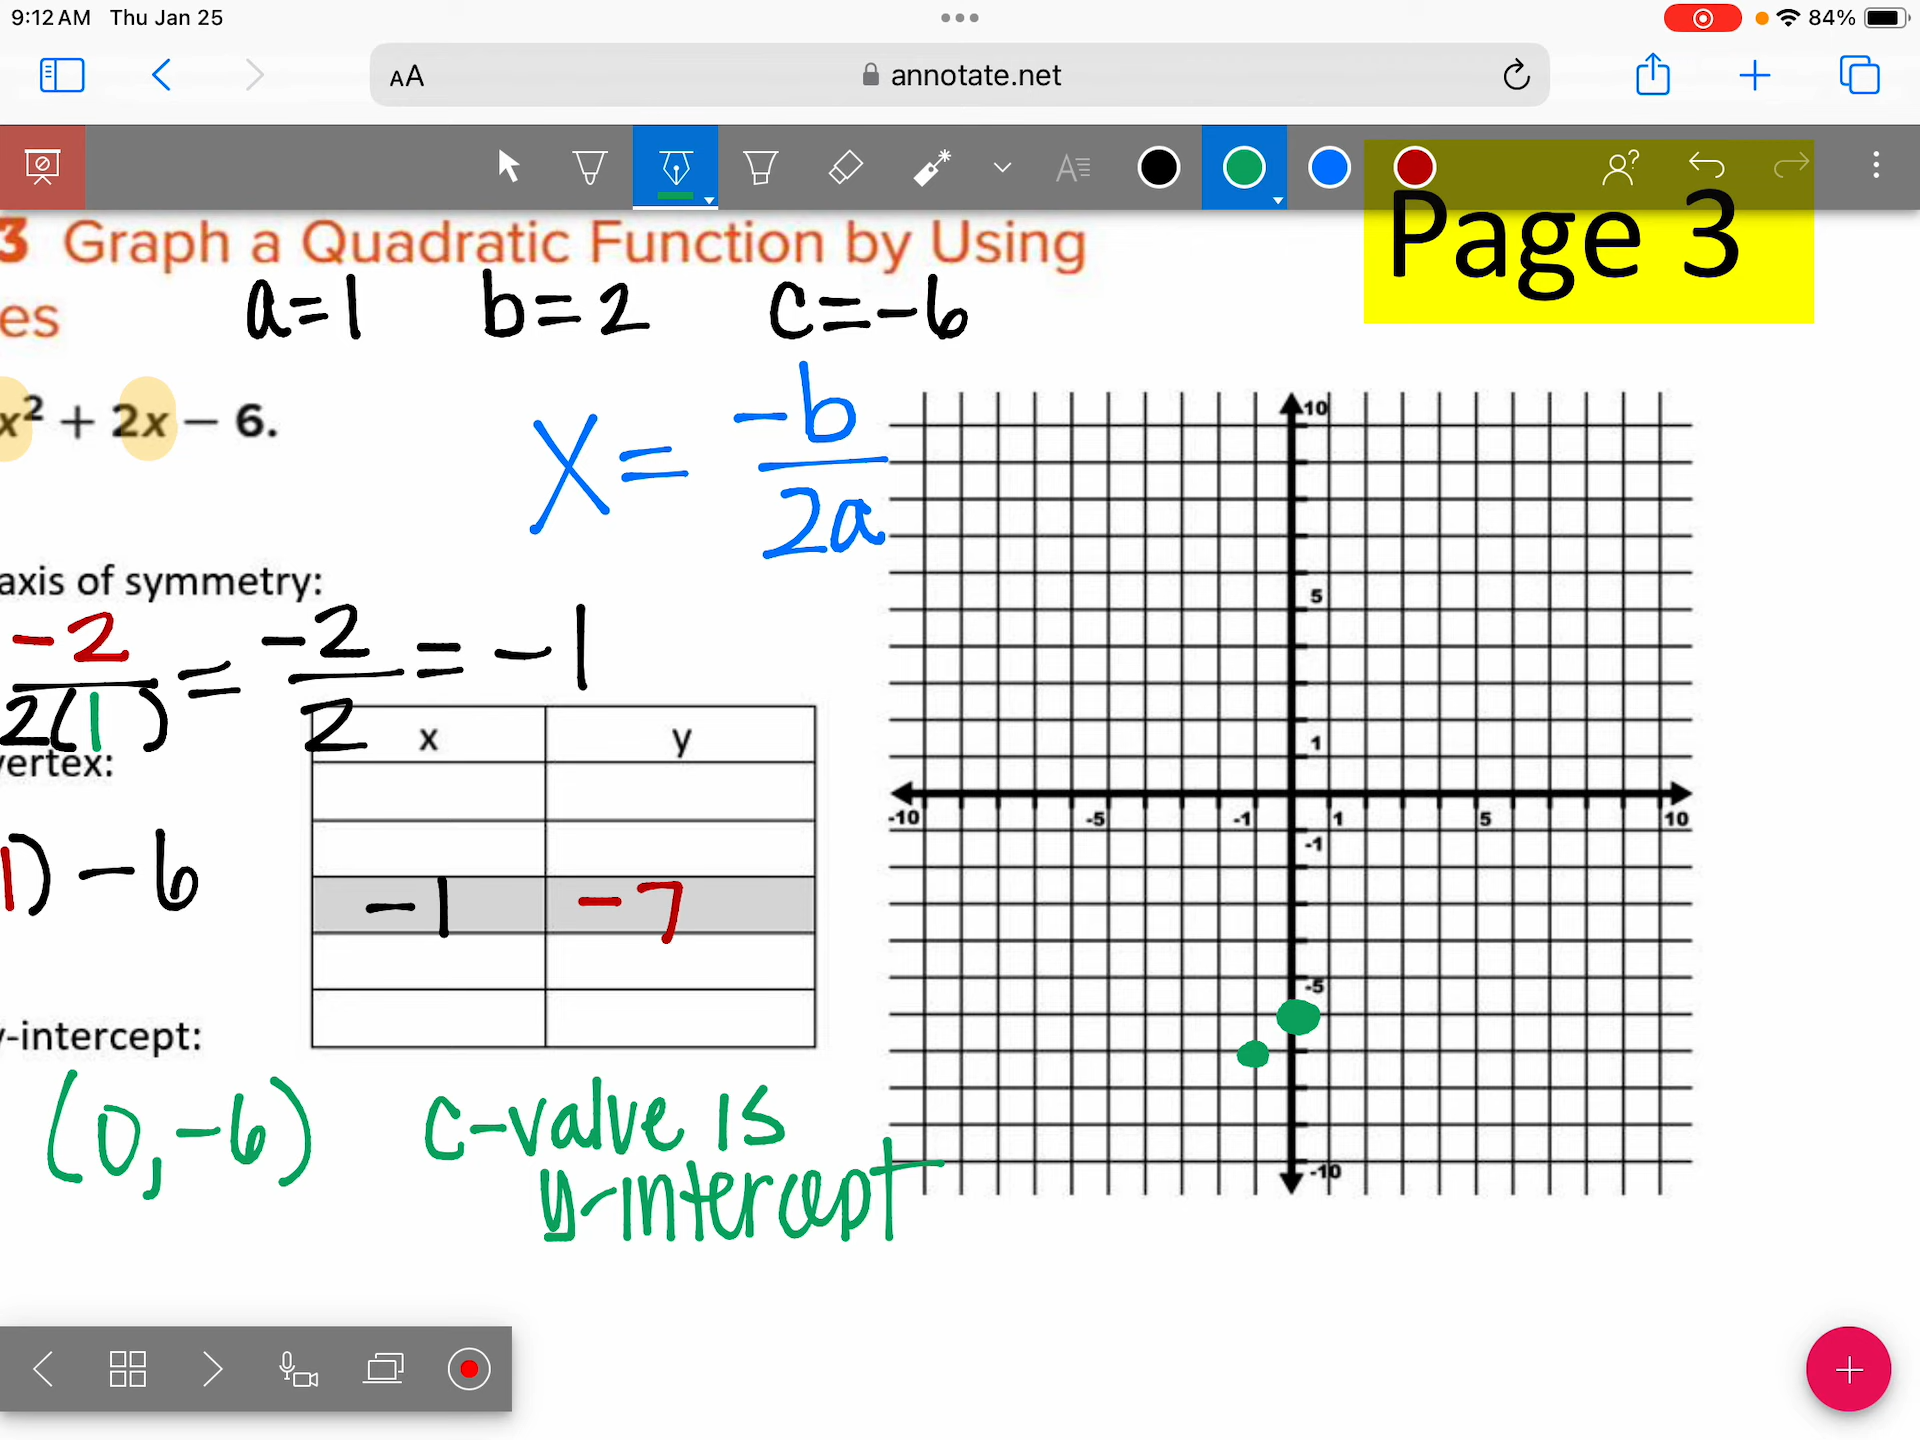 9:12 AM Thu Jan 25
84%
AA
annotate.net
Page 3
3 Graph a Quadratic Function by Using
es
a=1 b=2 c=-6
x² + 2x − 6.
X= -b/2a
axis of symmetry:
-2/2(1) = -2/2 = -1
vertex:
1) - 6
x y
-1 -7
y-intercept:
(0,-6)
c-valve is
y-intercept
10
5
1
-10 -5 -1 1 5 10
-1
-5
-10